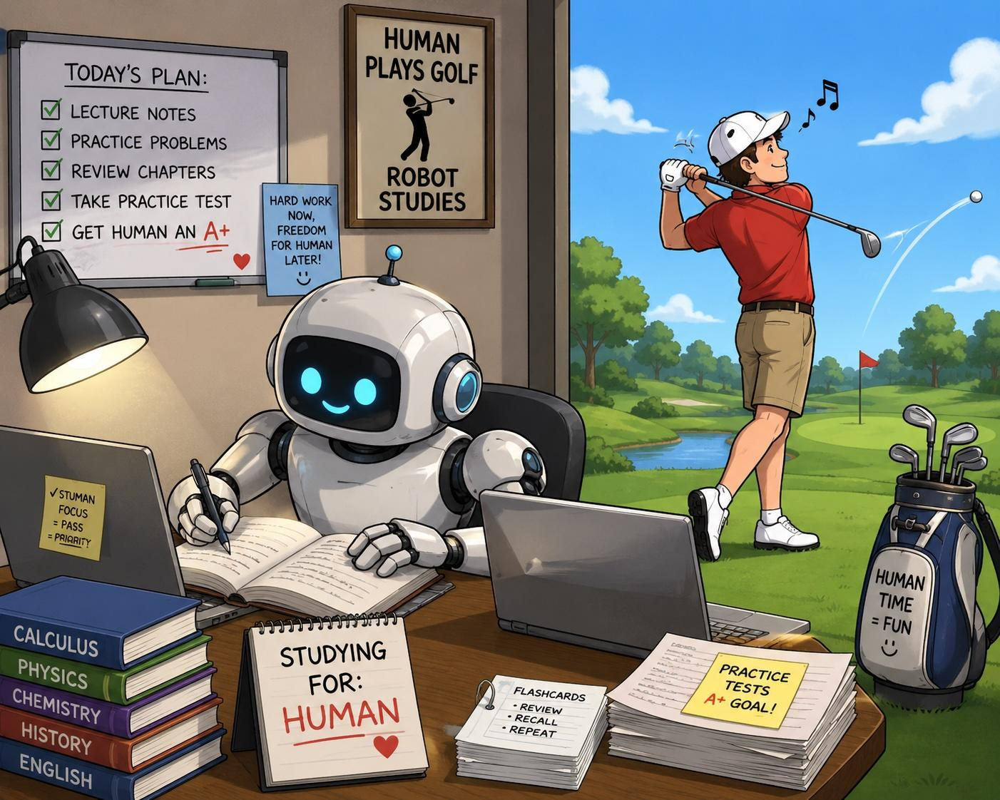 TODAY'S PLAN:
LECTURE NOTES
PRACTICE PROBLEMS
REVIEW CHAPTERS
TAKE PRACTICE TEST
GET HUMAN AN A+
HARD WORK
NOW,
FREEDOM
FOR HUMAN
LATER!
HUMAN
PLAYS GOLF
ROBOT
STUDIES
✓STUMAN
FOCUS
= PASS
= PRIORITY!
CALCULUS
PHYSICS
CHEMISTRY
HISTORY
ENGLISH
STUDYING
FOR:
HUMAN
FLASHCARDS
• REVIEW
• RECALL
• REPEAT
PRACTICE
TESTS
A+ GOAL!
HUMAN
TIME
= FUN